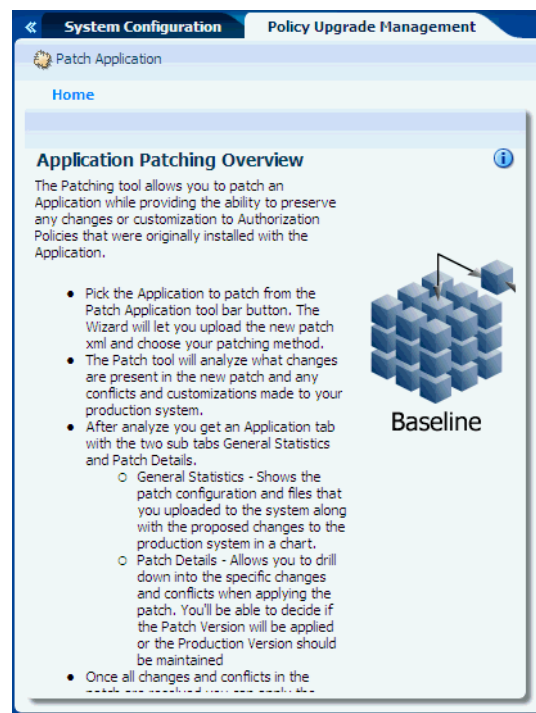 « System Configuration Policy Upgrade Management
Patch Application
Home
Application Patching Overview
The Patching tool allows you to patch an
Application while providing the ability to preserve
any changes or customization to Authorization
Policies that were originally installed with the
Application.
● Pick the Application to patch from the
Patch Application tool bar button. The
Wizard will let you upload the new patch
xml and choose your patching method.
● The Patch tool will analyze what changes
are present in the new patch and any
conflicts and customizations made to your
production system.
● After analyze you get an Application tab
with the two sub tabs General Statistics
and Patch Details.
○ General Statistics - Shows the
patch configuration and files that
you uploaded to the system along
with the proposed changes to the
production system in a chart.
○ Patch Details - Allows you to drill
down into the specific changes
and conflicts when applying the
patch. You'll be able to decide if
the Patch Version will be applied
or the Production Version should
be maintained
● Once all changes and conflicts in the
Baseline